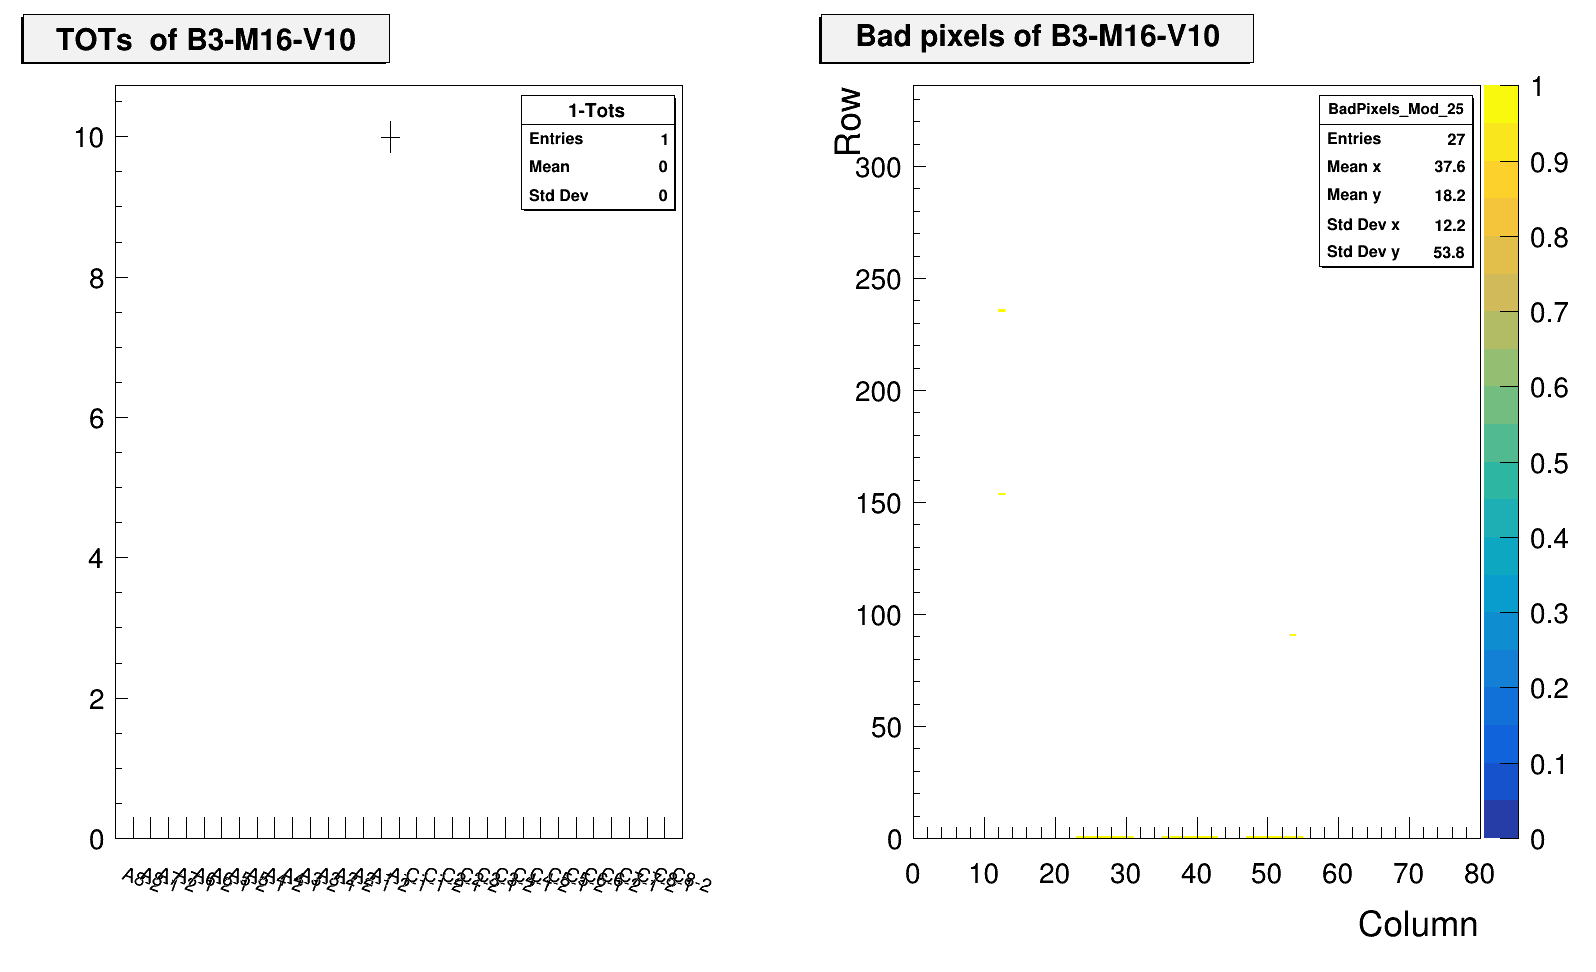 TOTs of B3-M16-V10
1-Tots
Entries 1
Mean 0
Std Dev 0
10
8
6
4
2
0
Bad pixels of B3-M16-V10
Row
BadPixels_Mod_25
Entries 27
Mean x 37.6
Mean y 18.2
Std Dev x 12.2
Std Dev y 53.8
300
250
200
150
100
50
0
0 10 20 30 40 50 60 70 80
Column
1
0.9
0.8
0.7
0.6
0.5
0.4
0.3
0.2
0.1
0